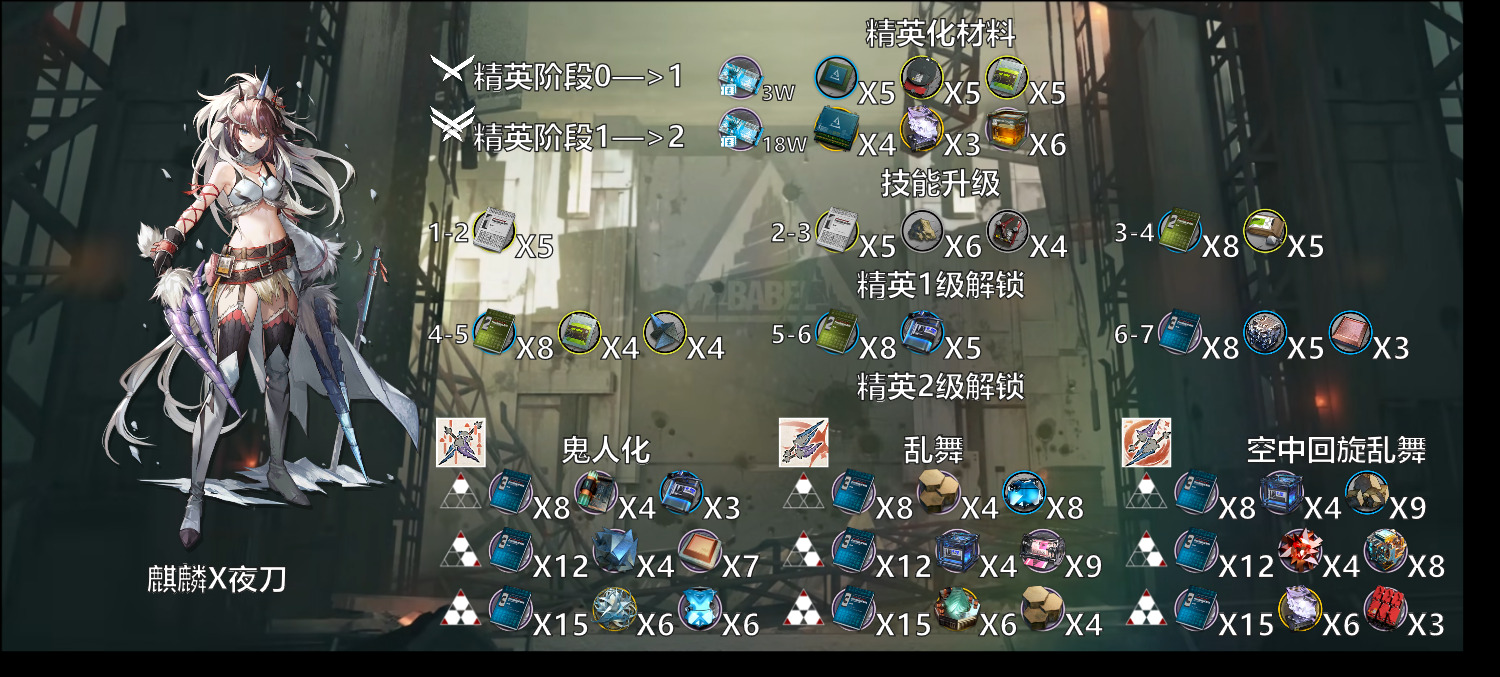 精英化材料
精英阶段0—>1 3W X5 X5 X5
精英阶段1—>2 18W X4 X3 X6
技能升级
1-2 X5 2-3 X5 X6 X4 3-4 X8 X5
精英1级解锁
BABEL
4-5 X8 X4 X4 5-6 X8 X5 6-7 X8 X5 X3
精英2级解锁
鬼人化 乱舞 空中回旋乱舞
X8 X4 X3 X8 X4 X8 X8 X4 X9
X12 X4 X7 X12 X4 X9 X12 X4 X8
X15 X6 X6 X15 X6 X4 X15 X6 X3
麒麟X夜刀